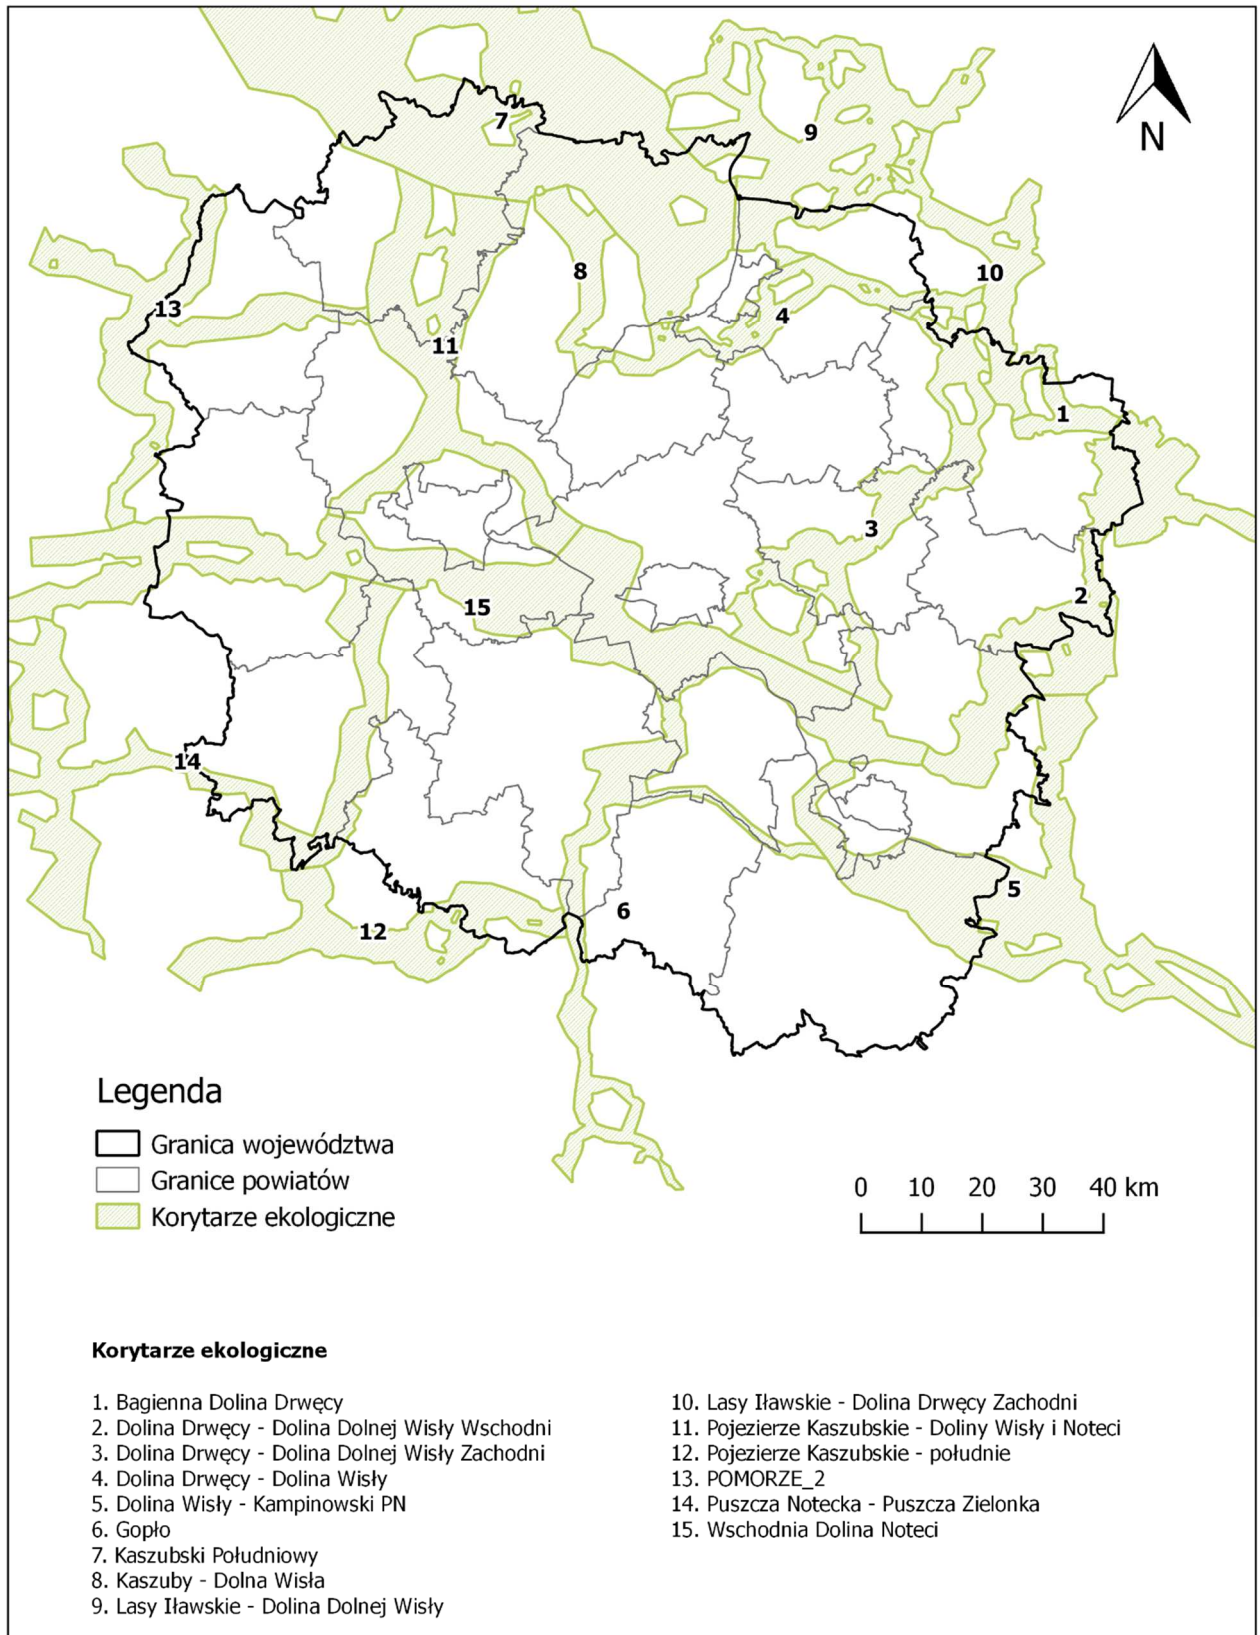 N
7
9
8
10
13
4
11
1
3
2
15
14
5
6
12
Legenda
Granica województwa
Granice powiatów
Korytarze ekologiczne
0 10 20 30 40 km
Korytarze ekologiczne
1. Bagienna Dolina Drwęcy
2. Dolina Drwęcy - Dolina Dolnej Wisły Wschodni
3. Dolina Drwęcy - Dolina Dolnej Wisły Zachodni
4. Dolina Drwęcy - Dolina Wisły
5. Dolina Wisły - Kampinowski PN
6. Gopło
7. Kaszubski Południowy
8. Kaszuby - Dolna Wisła
9. Lasy Iławskie - Dolina Dolnej Wisły
10. Lasy Iławskie - Dolina Drwęcy Zachodni
11. Pojezierze Kaszubskie - Doliny Wisły i Noteci
12. Pojezierze Kaszubskie - południe
13. POMORZE_2
14. Puszcza Notecka - Puszcza Zielonka
15. Wschodnia Dolina Noteci